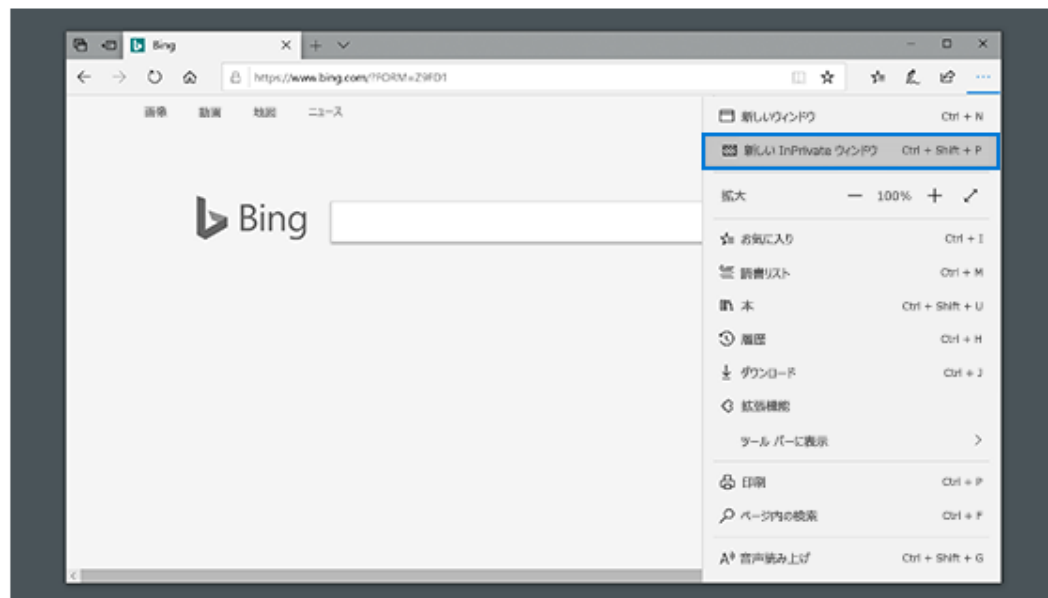 Bing
https://www.bing.com/?FORM=Z9FD1
画像 動画 地図 ニュース
Bing
新しいウィンドウ Ctrl + N
新しい InPrivate ウィンドウ Ctrl + Shift + P
拡大 100%
お気に入り Ctrl + I
読書リスト Ctrl + M
本 Ctrl + Shift + U
履歴 Ctrl + H
ダウンロード Ctrl + J
拡張機能
ツール バーに表示
印刷 Ctrl + P
ページ内の検索 Ctrl + F
音声読み上げ Ctrl + Shift + G